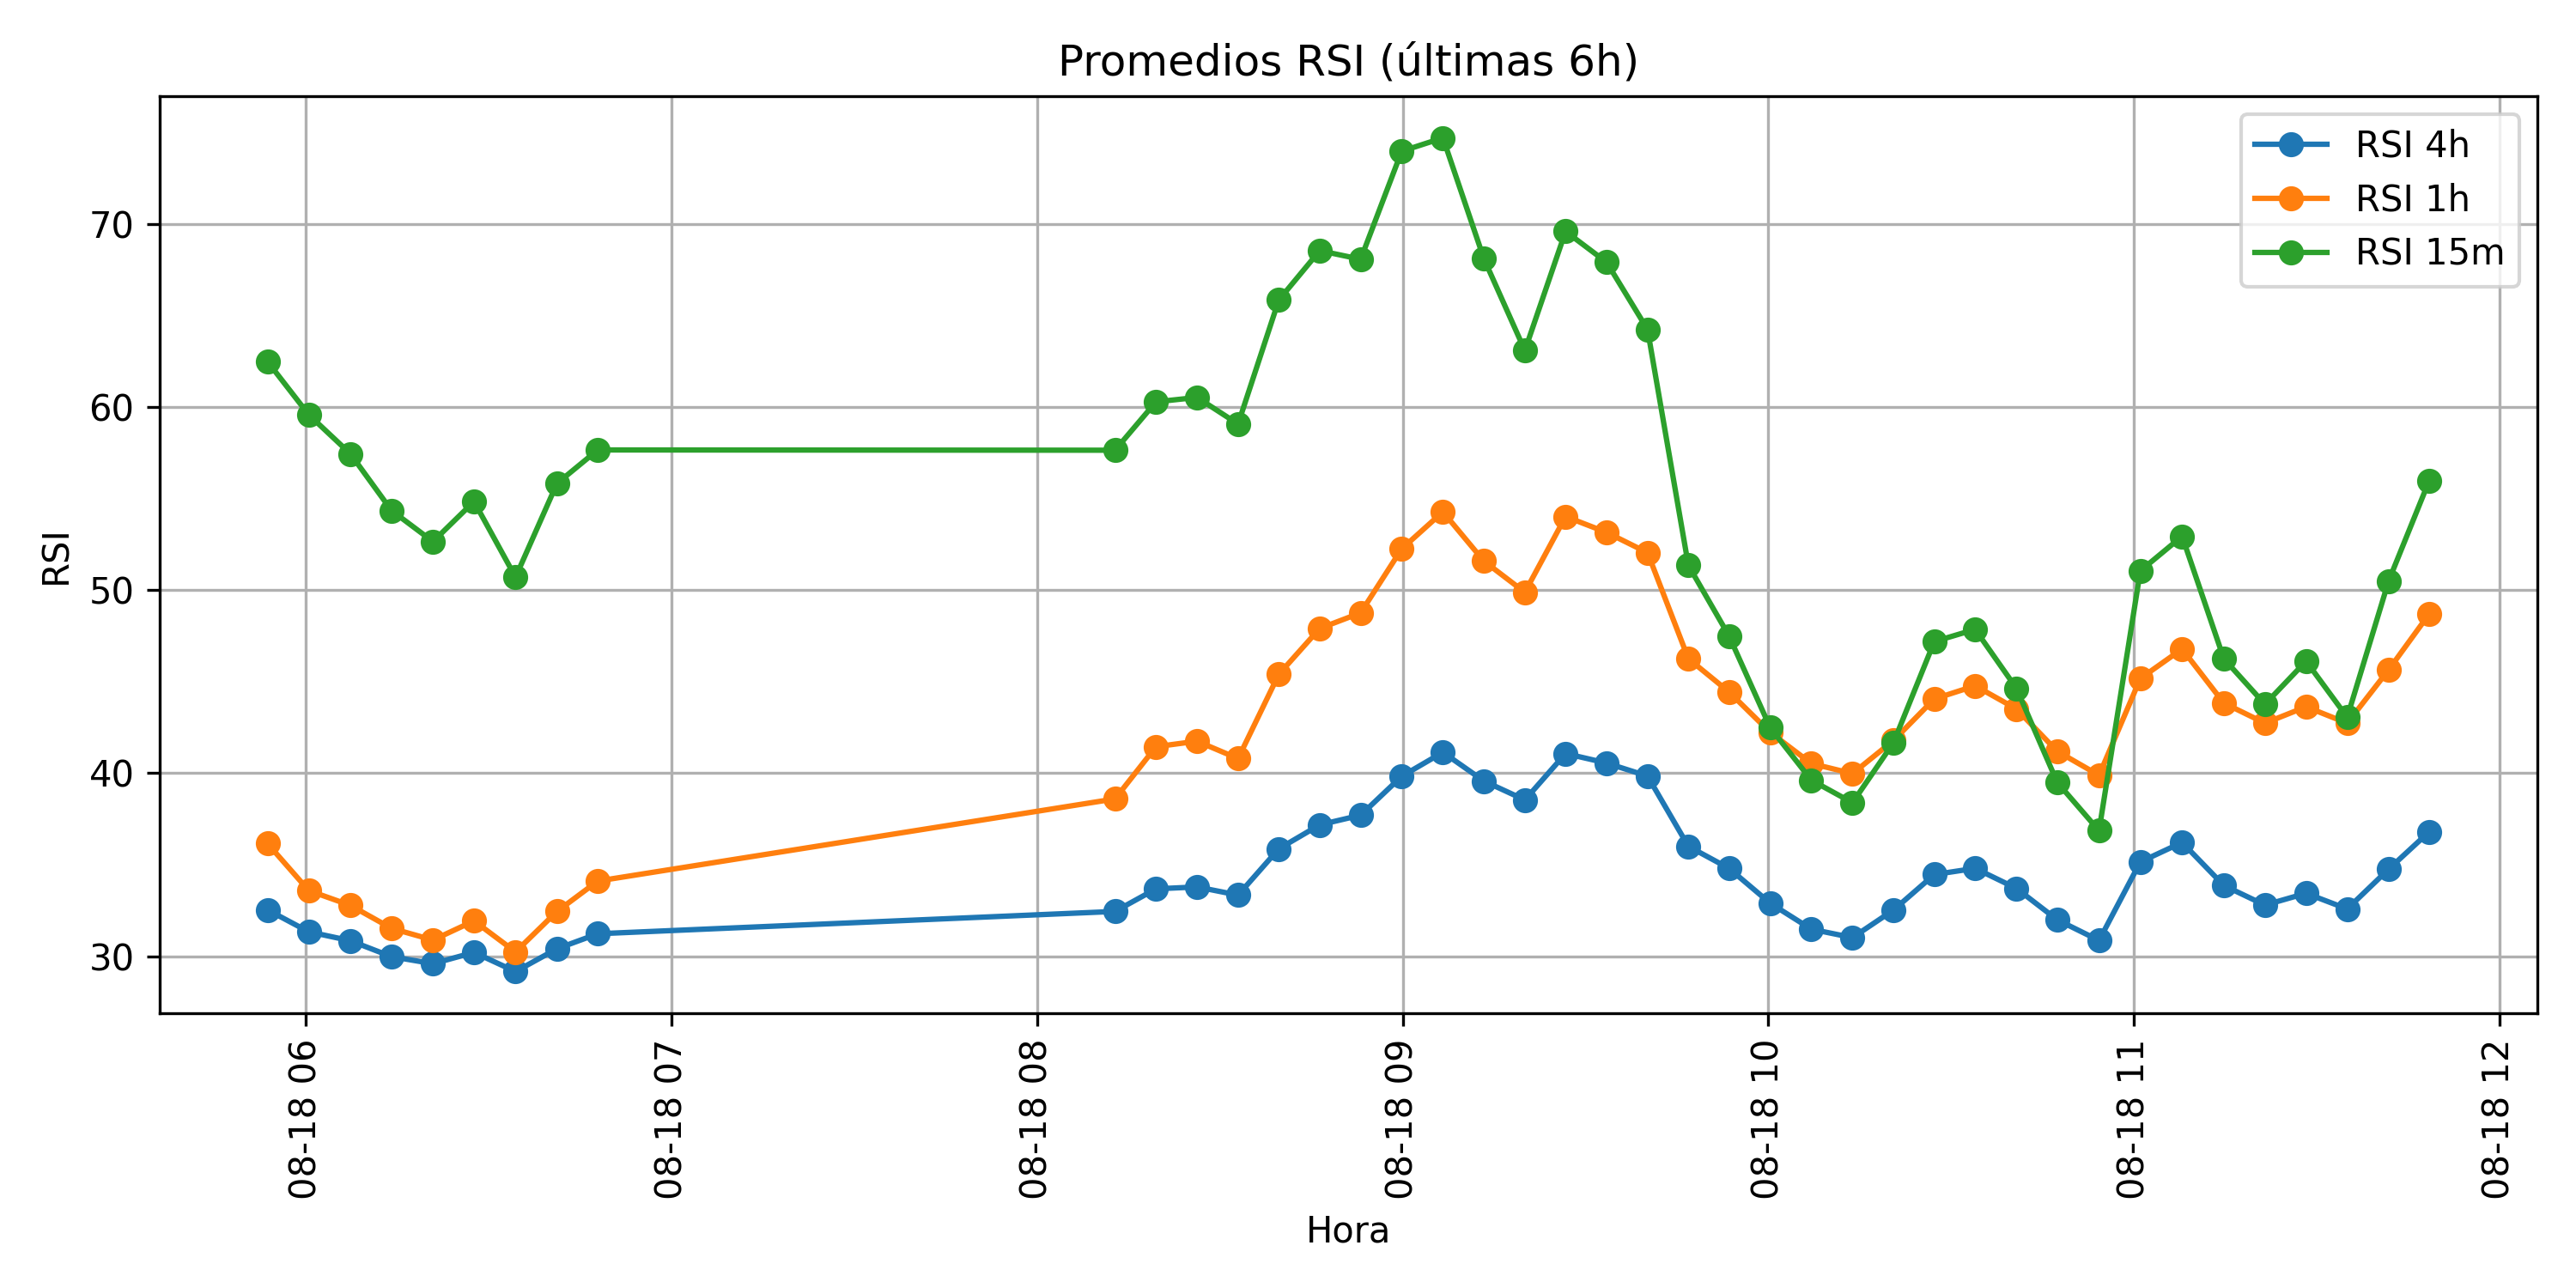 Promedios RSI (últimas 6h)
RSI 4h
RSI 1h
RSI 15m
RSI
70
60
50
40
30
08-18 06
08-18 07
08-18 08
08-18 09
08-18 10
08-18 11
08-18 12
Hora